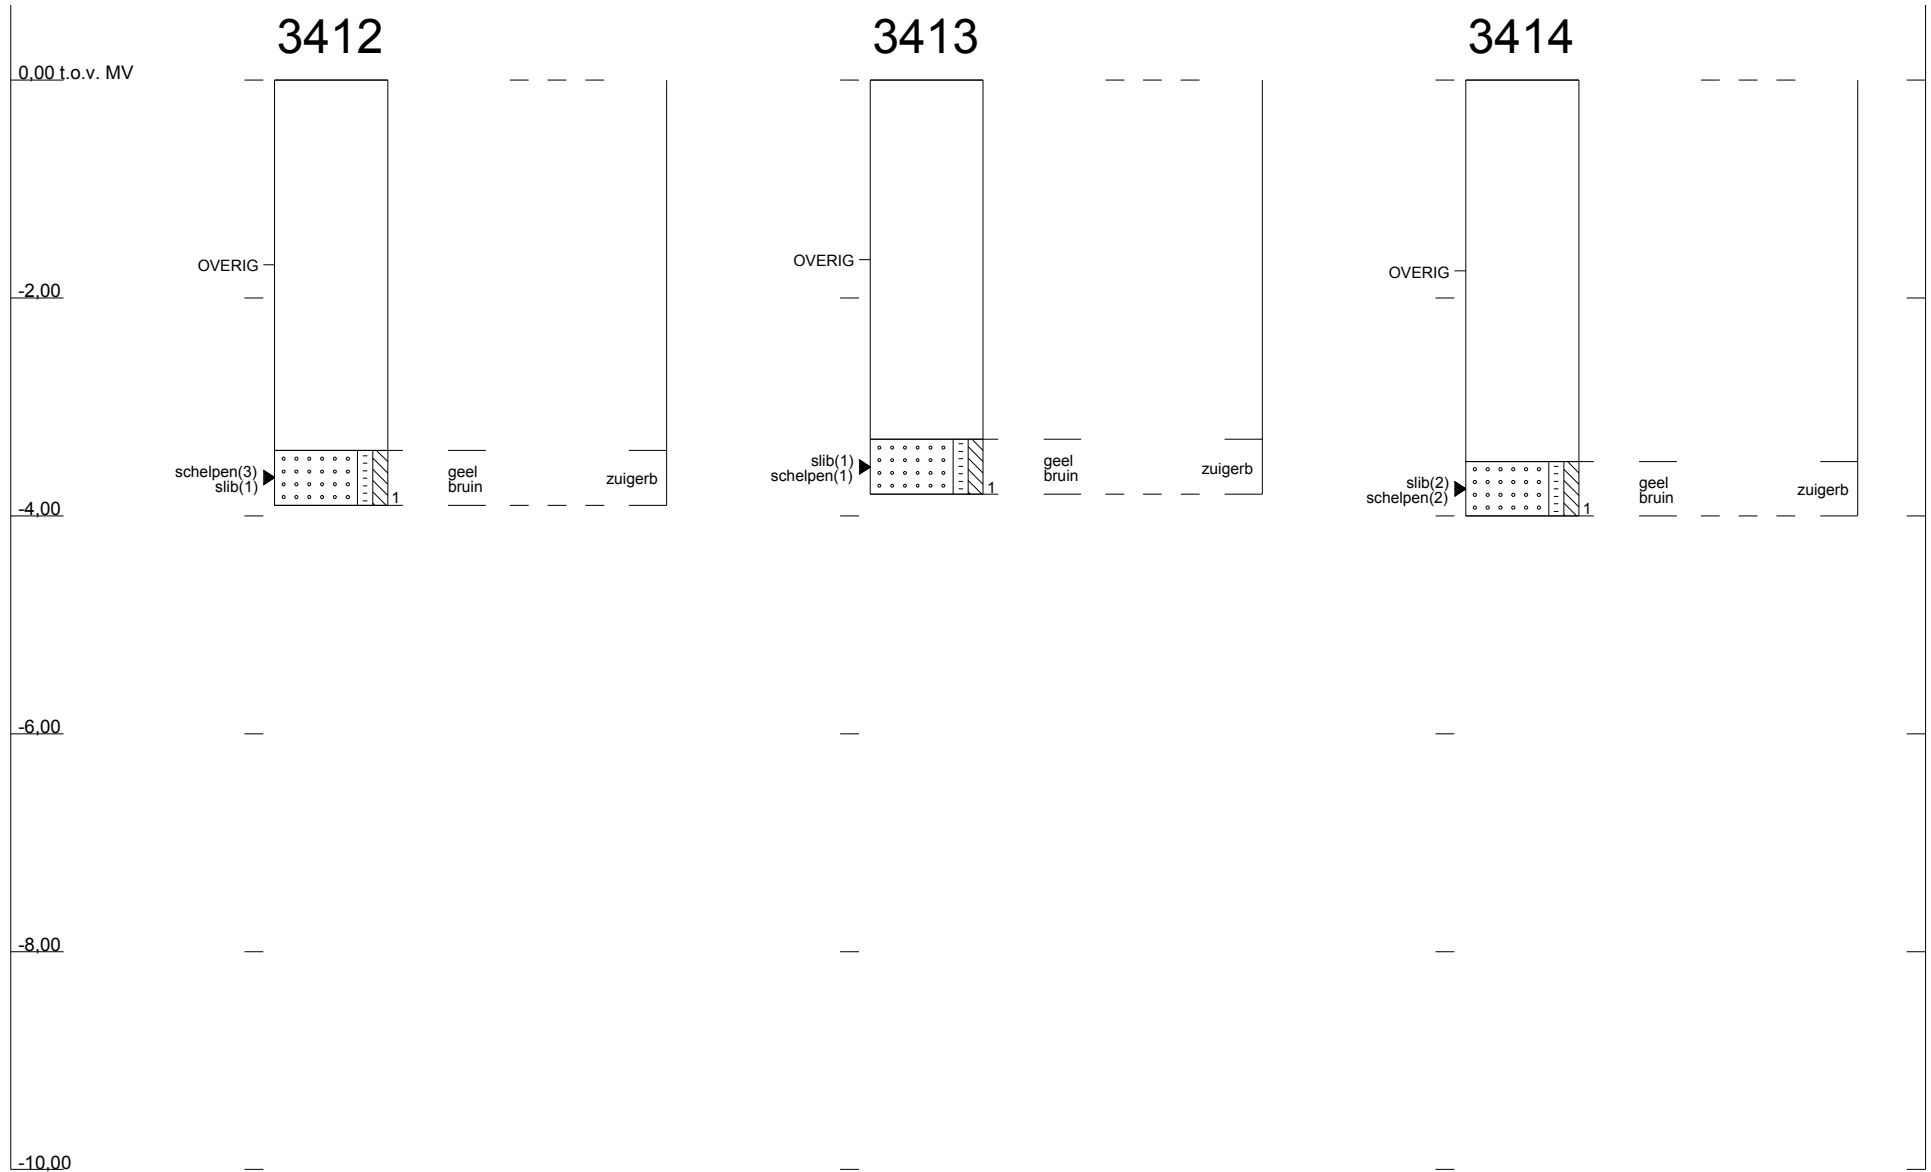 3412 3413 3414
0,00 t.o.v. MV
OVERIG OVERIG OVERIG
-2,00
schelpen(3)
slib(1)
1
geel
bruin
zuigerb
slib(1)
schelpen(1)
1
geel
bruin
zuigerb
slib(2)
schelpen(2)
1
geel
bruin
zuigerb
-4,00
-6,00
-8,00
-10,00